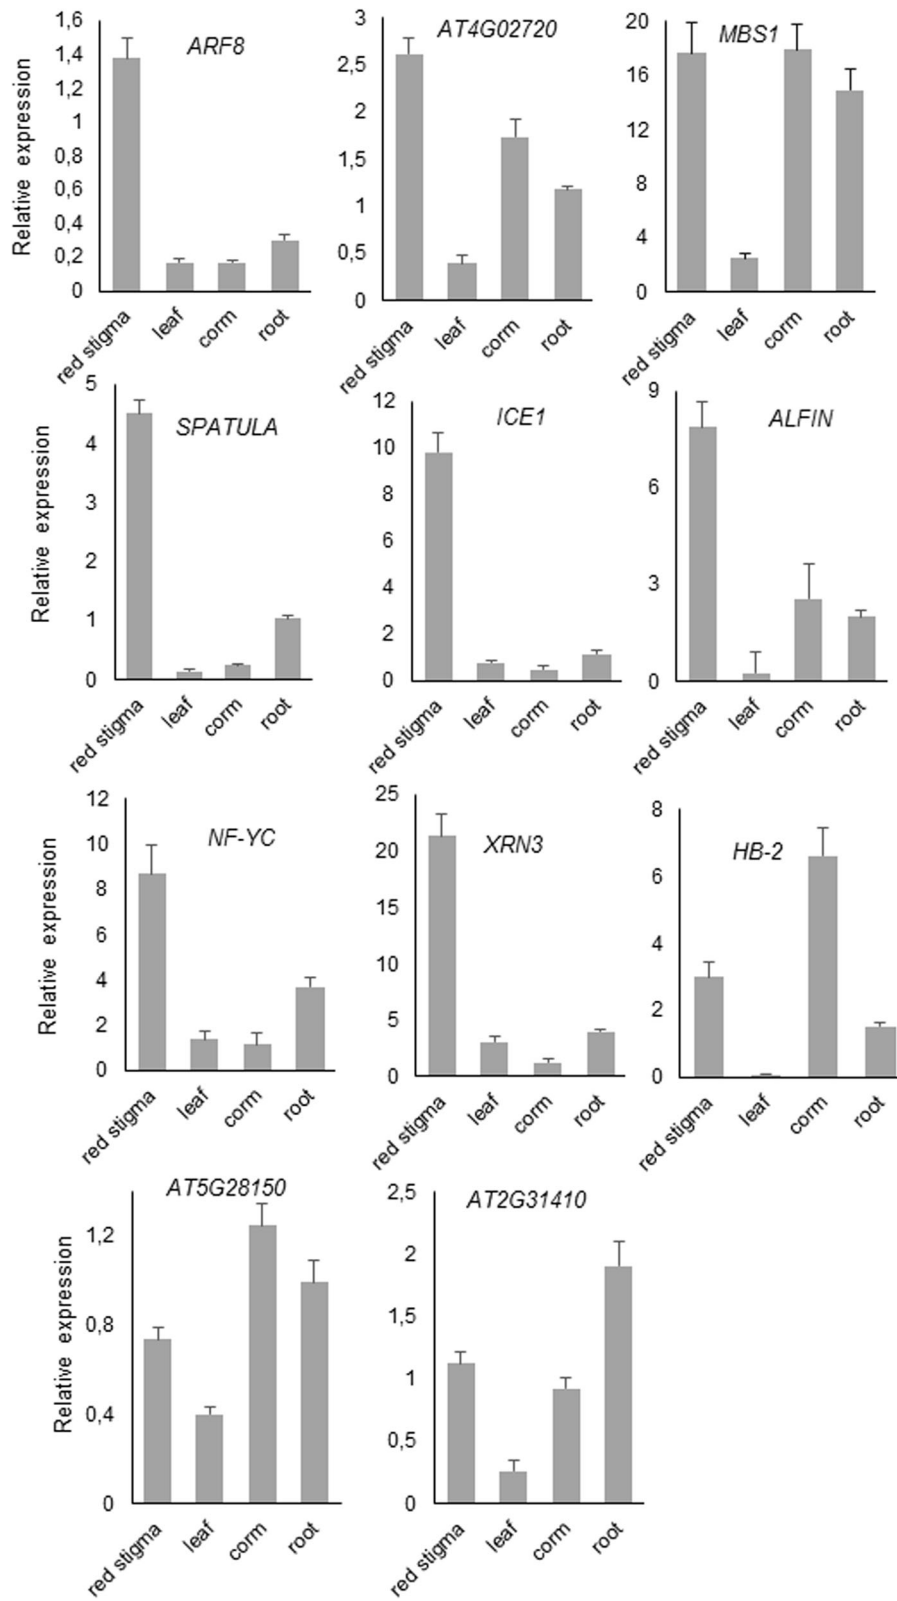 ARF8
Relative expression
1,6
1,4
1,2
1
0,8
0,6
0,4
0,2
0
red stigma
leaf
corm
root
AT4G02720
3
2,5
2
1,5
1
0,5
0
red stigma
leaf
corm
root
MBS1
20
16
12
8
4
0
red stigma
leaf
corm
root
SPATULA
Relative expression
5
4
3
2
1
0
red stigma
leaf
corm
root
ICE1
12
10
8
6
4
2
0
red stigma
leaf
corm
root
ALFIN
9
6
3
0
red stigma
leaf
corm
root
NF-YC
Relative expression
12
10
8
6
4
2
0
red stigma
leaf
corm
root
XRN3
25
20
15
10
5
0
red stigma
leaf
corm
root
HB-2
8
6
4
2
0
red stigma
leaf
corm
root
AT5G28150
Relative expression
1,2
0,8
0,4
0
red stigma
leaf
corm
root
AT2G31410
2,5
2
1,5
1
0,5
0
red stigma
leaf
corm
root